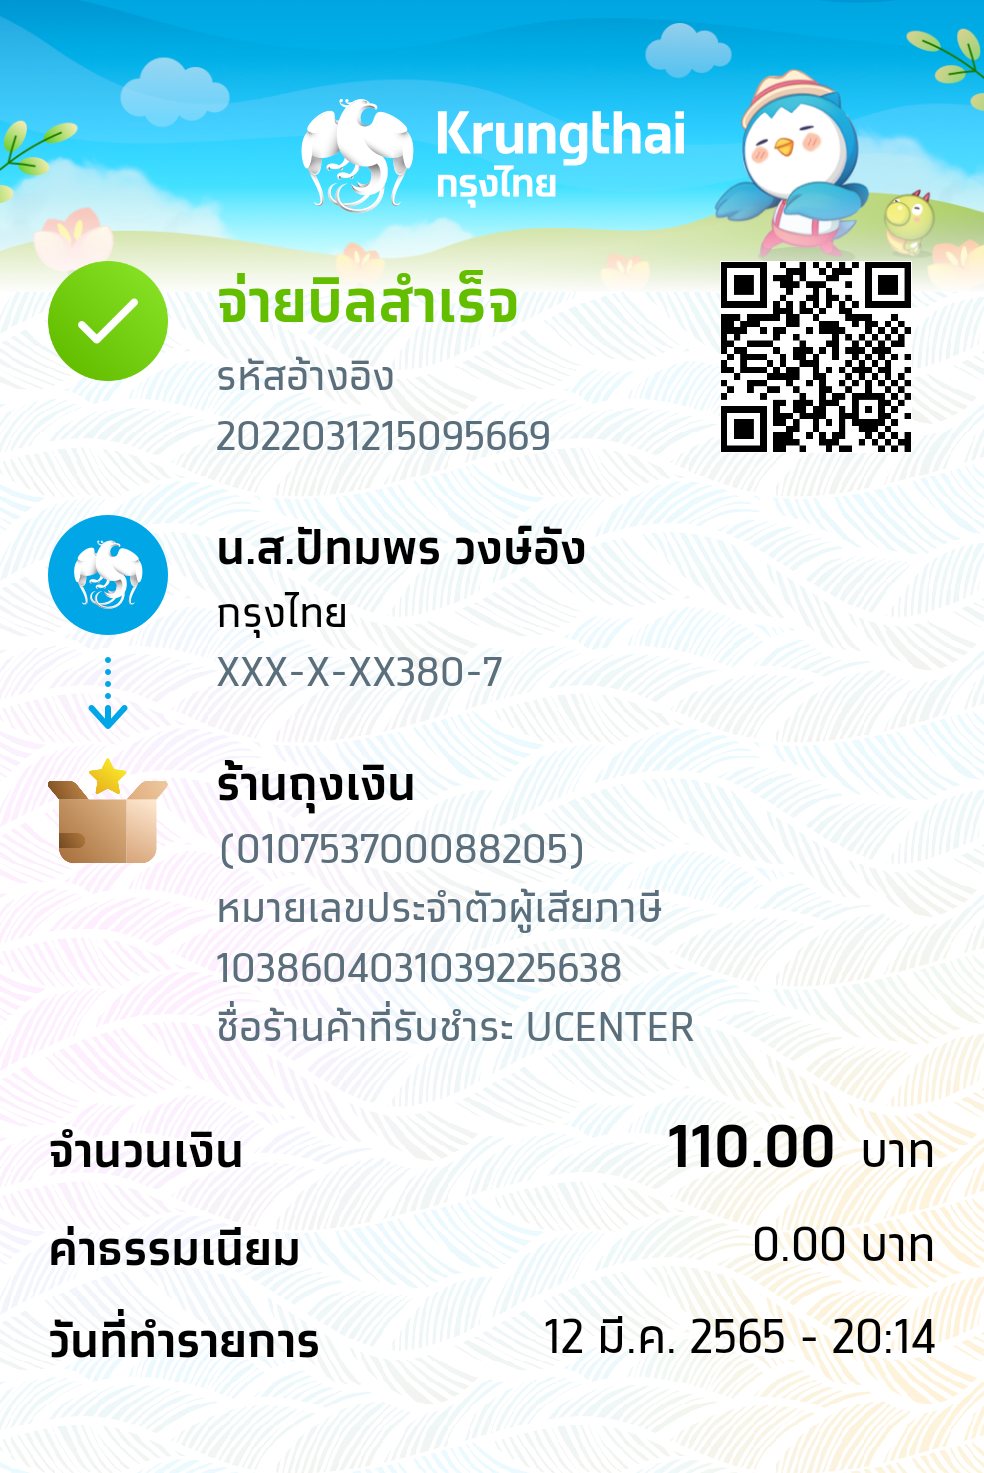 Krungthai
กรุงไทย
จ่ายบิลสำเร็จ
รหัสอ้างอิง
2022031215095669
น.ส.ปัทมพร วงษ์อัง
กรุงไทย
XXX-X-XX380-7
ร้านถุงเงิน
(010753700088205)
หมายเลขประจำตัวผู้เสียภาษี
1038604031039225638
ชื่อร้านค้าที่รับชำระ UCENTER
จำนวนเงิน 110.00 บาท
ค่าธรรมเนียม 0.00 บาท
วันที่ทำรายการ 12 มี.ค. 2565 - 20:14